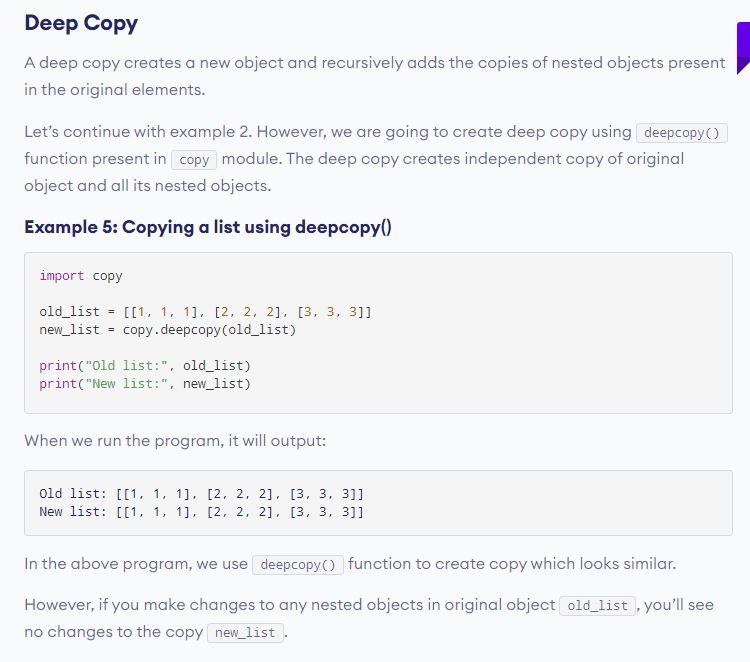 Deep Copy
A deep copy creates a new object and recursively adds the copies of nested objects present
in the original elements.
Let’s continue with example 2. However, we are going to create deep copy using deepcopy()
function present in copy module. The deep copy creates independent copy of original
object and all its nested objects.
Example 5: Copying a list using deepcopy()
import copy
old_list = [[1, 1, 1], [2, 2, 2], [3, 3, 3]]
new_list = copy.deepcopy(old_list)
print("Old list:", old_list)
print("New list:", new_list)
When we run the program, it will output:
Old list: [[1, 1, 1], [2, 2, 2], [3, 3, 3]]
New list: [[1, 1, 1], [2, 2, 2], [3, 3, 3]]
In the above program, we use deepcopy() function to create copy which looks similar.
However, if you make changes to any nested objects in original object old_list, you’ll see
no changes to the copy new_list.